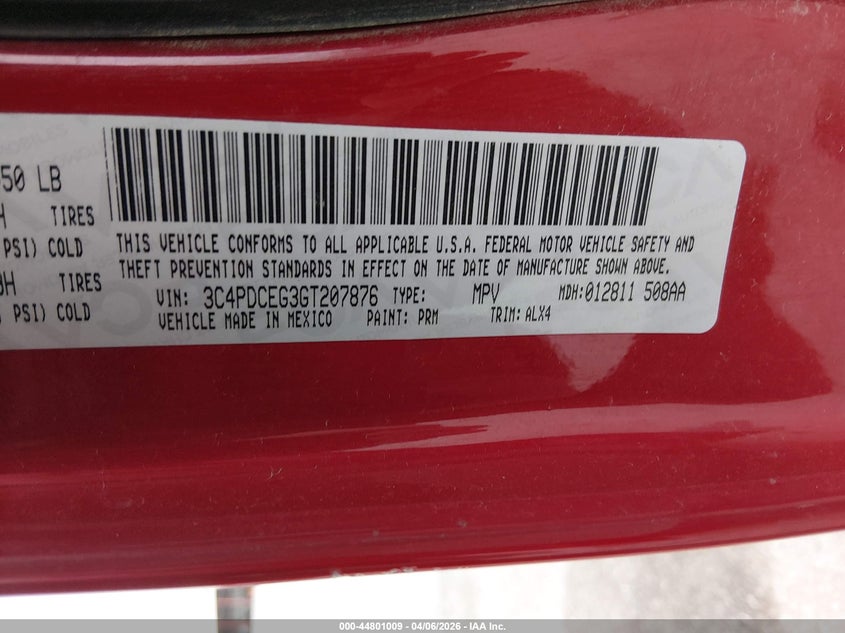 50 LB
TIRES
PSI) COLD
TIRES
PSI) COLD
THIS VEHICLE CONFORMS TO ALL APPLICABLE U.S.A. FEDERAL MOTOR VEHICLE SAFETY AND
THEFT PREVENTION STANDARDS IN EFFECT ON THE DATE OF MANUFACTURE SHOWN ABOVE.
VIN: 3C4PDCEG3GT207876 TYPE: MPV MDH:012811 508AA
VEHICLE MADE IN MEXICO PAINT: PRM TRIM: ALX4
000-44801009 - 04/06/2026 - IAA Inc.